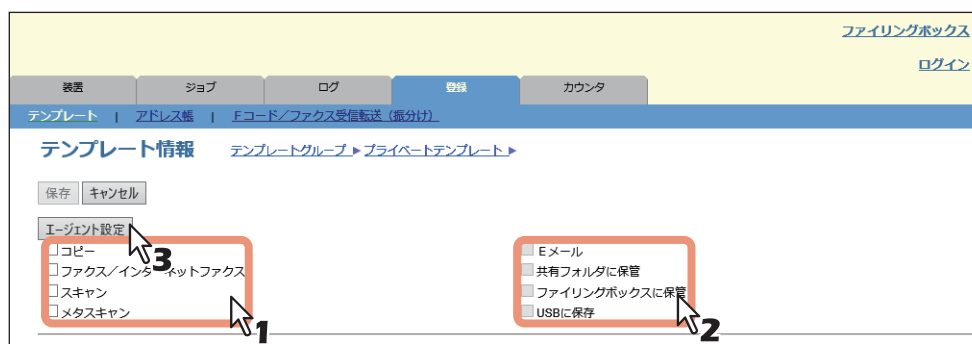 ファイリングボックス
ログイン
装置 ジョブ ログ 登録 カウンタ
テンプレート | アドレス帳 | Fコード/ファクス受信転送（振分け）
テンプレート情報 テンプレートグループ ▶ プライベートテンプレート ▶
保存 キャンセル
エージェント設定
3
コピー Eメール
ファクス/インターネットファクス 共有フォルダに保管
スキャン ファイリングボックスに保管
メタスキャン USBに保存
1 2